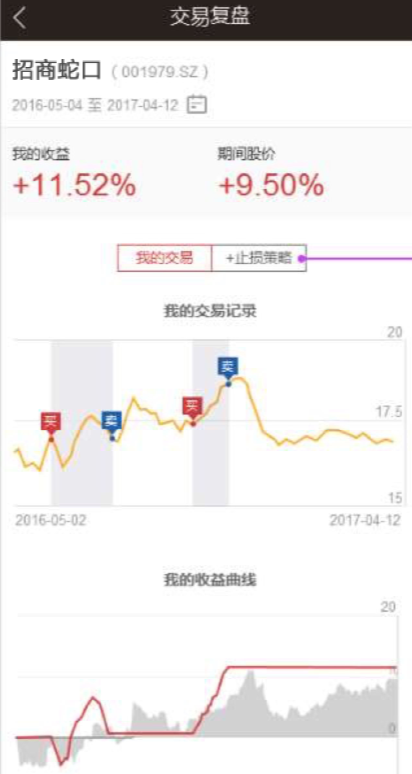 交易复盘
招商蛇口 ( 001979.SZ )
2016-05-04 至 2017-04-12
我的收益 期间股价
+11.52% +9.50%
我的交易 +止损策略
我的交易记录
20
卖
买
17.5
买 卖
15
2016-05-02 2017-04-12
我的收益曲线
20
0